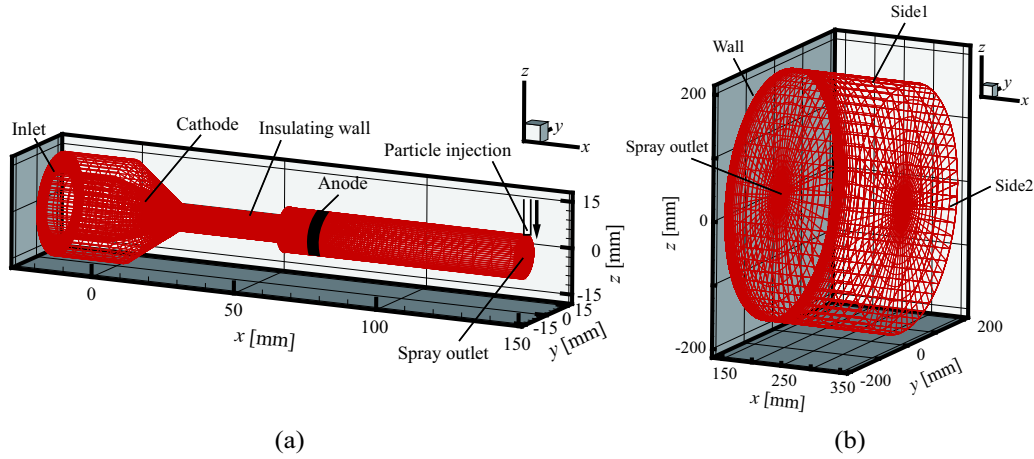 z
y
x
Inlet
Cathode
Insulating wall
Particle injection
Anode
15
0
-15
z [mm]
0
50
100
150
x [mm]
15
0
-15
y [mm]
Spray outlet
(a)
Side1
z
y
x
Wall
200
Spray outlet
Side2
0
z [mm]
-200
150
250
350
x [mm]
200
0
-200
y [mm]
(b)